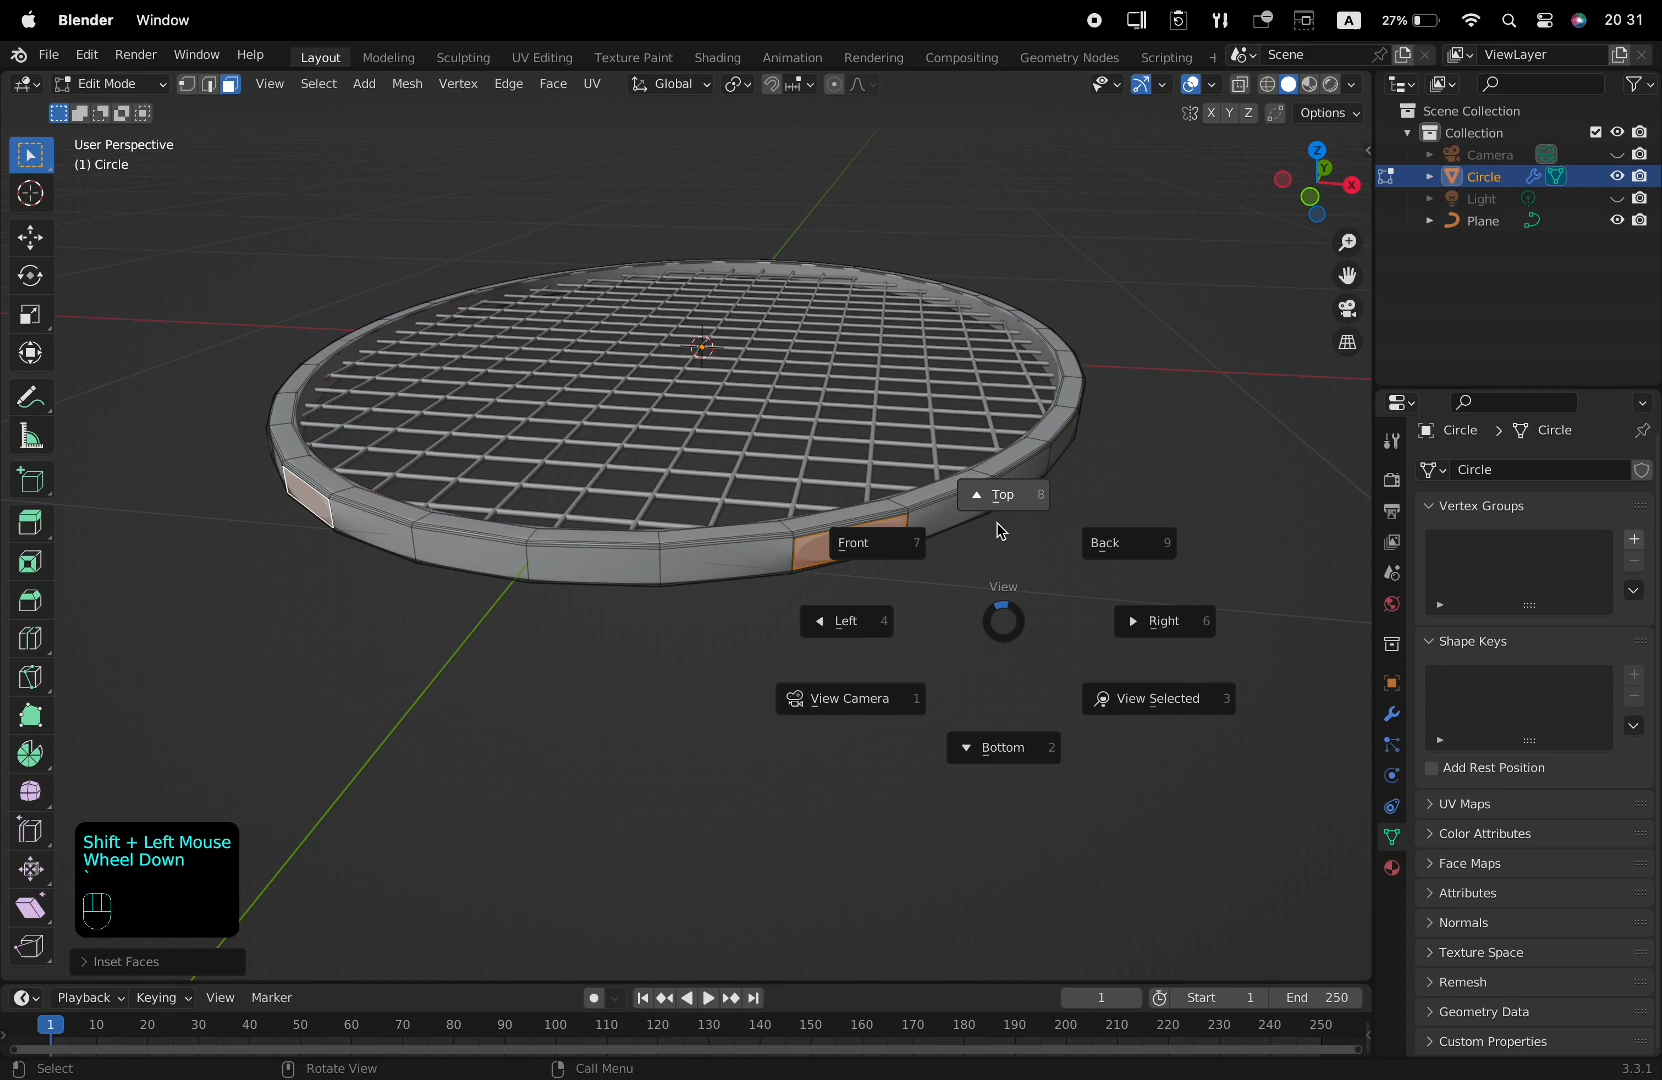 Blender Window A 27% 20 31
File Edit Render Window Help Layout Modeling Sculpting UV Editing Texture Paint Shading Animation Rendering Compositing Geometry Nodes Scripting + Scene ViewLayer
Edit Mode View Select Add Mesh Vertex Edge Face UV Global
X Y Z Options
User Perspective
(1) Circle
Z
Y
X
Scene Collection
Collection
Camera
Circle
Light
Plane
Circle > Circle
Circle
Vertex Groups
Shape Keys
Add Rest Position
UV Maps
Color Attributes
Face Maps
Attributes
Normals
Texture Space
Remesh
Geometry Data
Custom Properties
Top 8
Front 7
Back 9
View
Left 4
Right 6
View Camera 1
View Selected 3
Bottom 2
Shift + Left Mouse
Wheel Down
`
> Inset Faces
Playback Keying View Marker 1 Start 1 End 250
1 10 20 30 40 50 60 70 80 90 100 110 120 130 140 150 160 170 180 190 200 210 220 230 240 250
Select Rotate View Call Menu 3.3.1